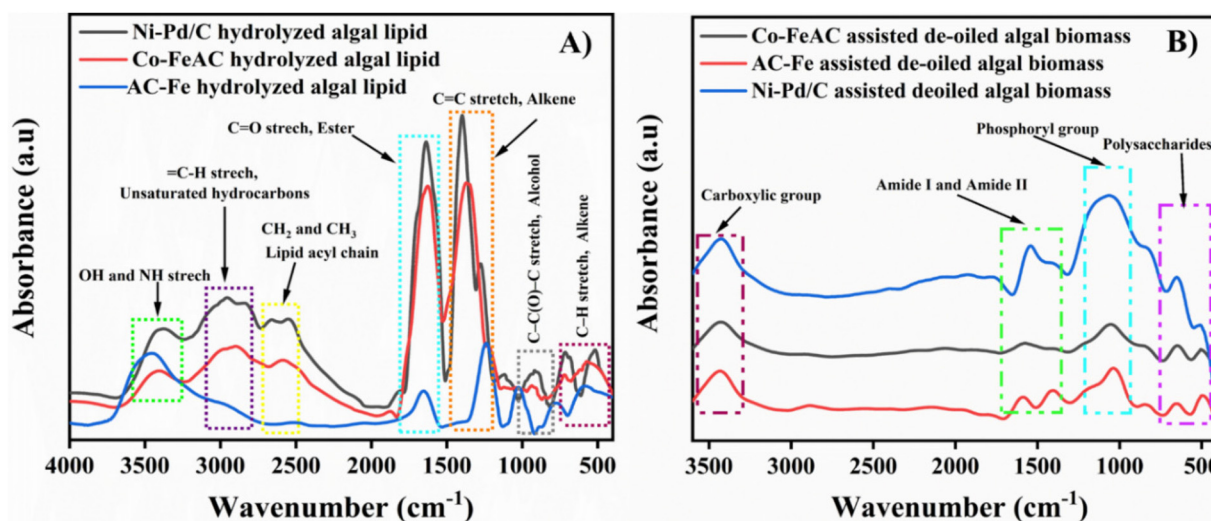 Absorbance (a.u)
Ni-Pd/C hydrolyzed algal lipid
Co-FeAC hydrolyzed algal lipid
AC-Fe hydrolyzed algal lipid
A)
C=C stretch, Alkene
C=O strech, Ester
=C-H strech,
Unsaturated hydrocarbons
CH₂ and CH₃
Lipid acyl chain
OH and NH strech
C–C(O)–C stretch, Alcohol
C–H stretch, Alkene
4000 3500 3000 2500 2000 1500 1000 500
Wavenumber (cm⁻¹)
Absorbance (a.u)
Co-FeAC assisted de-oiled algal biomass
AC-Fe assisted de-oiled algal biomass
Ni-Pd/C assisted deoiled algal biomass
B)
Phosphoryl group
Polysaccharides
Amide I and Amide II
Carboxylic group
3500 3000 2500 2000 1500 1000 500
Wavenumber (cm⁻¹)